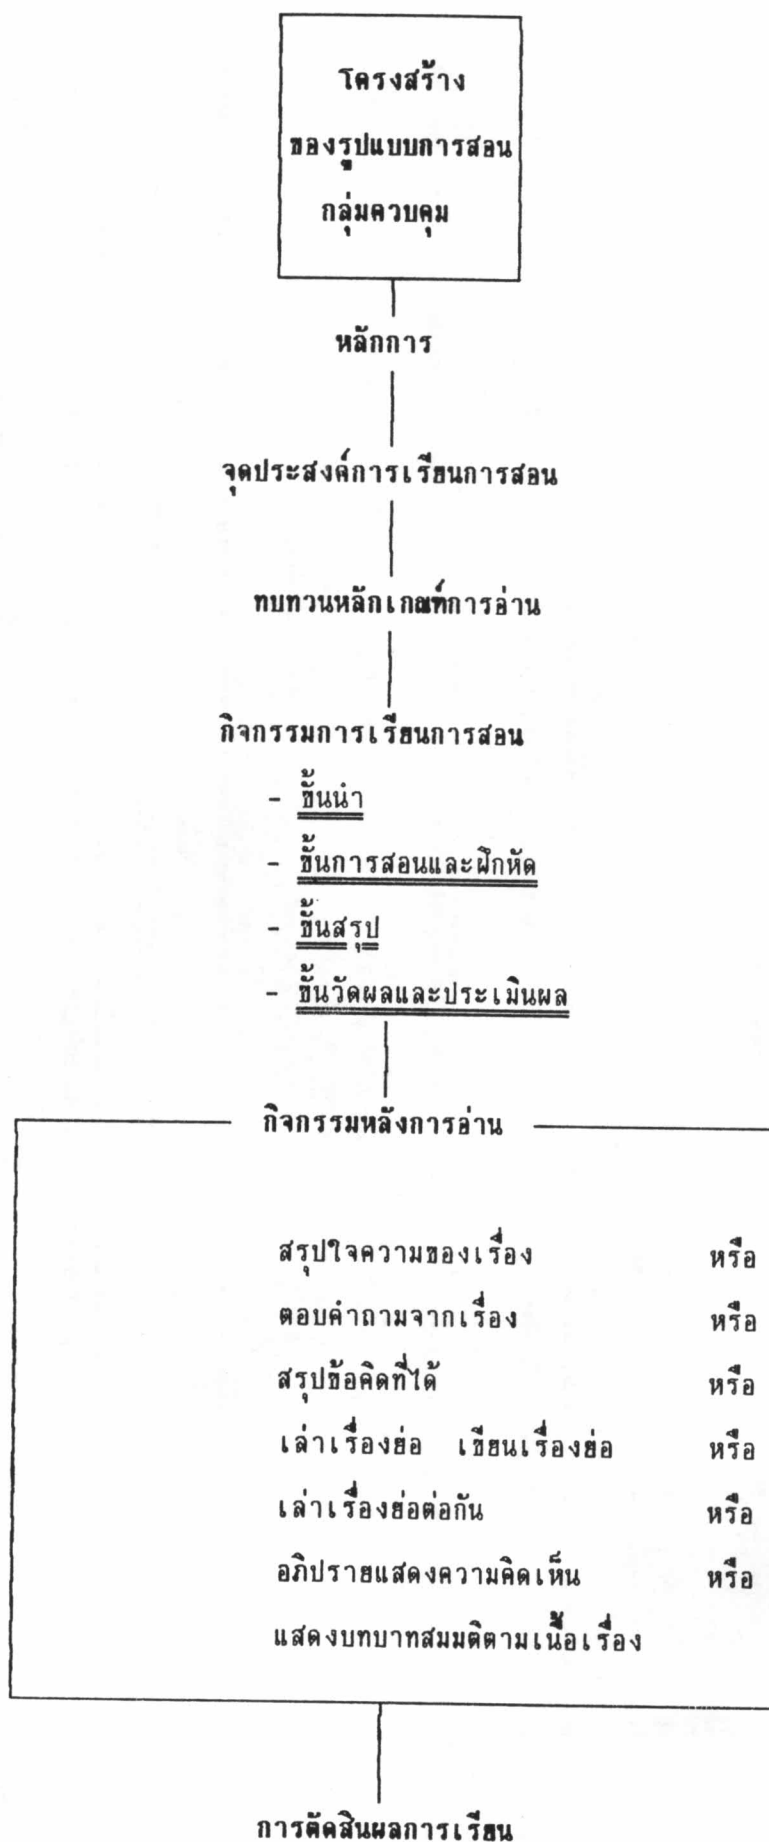 โครงสร้าง
ของรูปแบบการสอน
กลุ่มควบคุม
หลักการ
จุดประสงค์การเรียนการสอน
ทบทวนหลักเกณฑ์การอ่าน
กิจกรรมการเรียนการสอน
- ขั้นนำ
- ขั้นการสอนและฝึกหัด
- ขั้นสรุป
- ขั้นวัดผลและประเมินผล
กิจกรรมหลังการอ่าน
สรุปใจความของเรื่อง หรือ
ตอบคำถามจากเรื่อง หรือ
สรุปข้อคิดที่ได้ หรือ
เล่าเรื่องย่อ เขียนเรื่องย่อ หรือ
เล่าเรื่องย่อต่อกัน หรือ
อภิปรายแสดงความคิดเห็น หรือ
แสดงบทบาทสมมติตามเนื้อเรื่อง
การตัดสินผลการเรียน